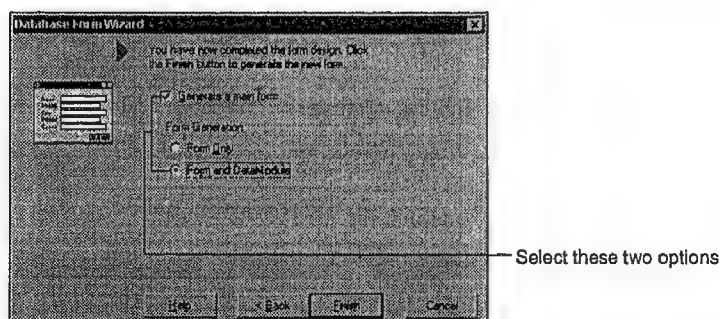 Database Form Wizard
You have now completed the form design. Click
the Finish button to generate the new form.
Generate a main form
Form Generation
Form Only
Form and DataModule
Select these two options
Help
< Back
Finish
Cancel